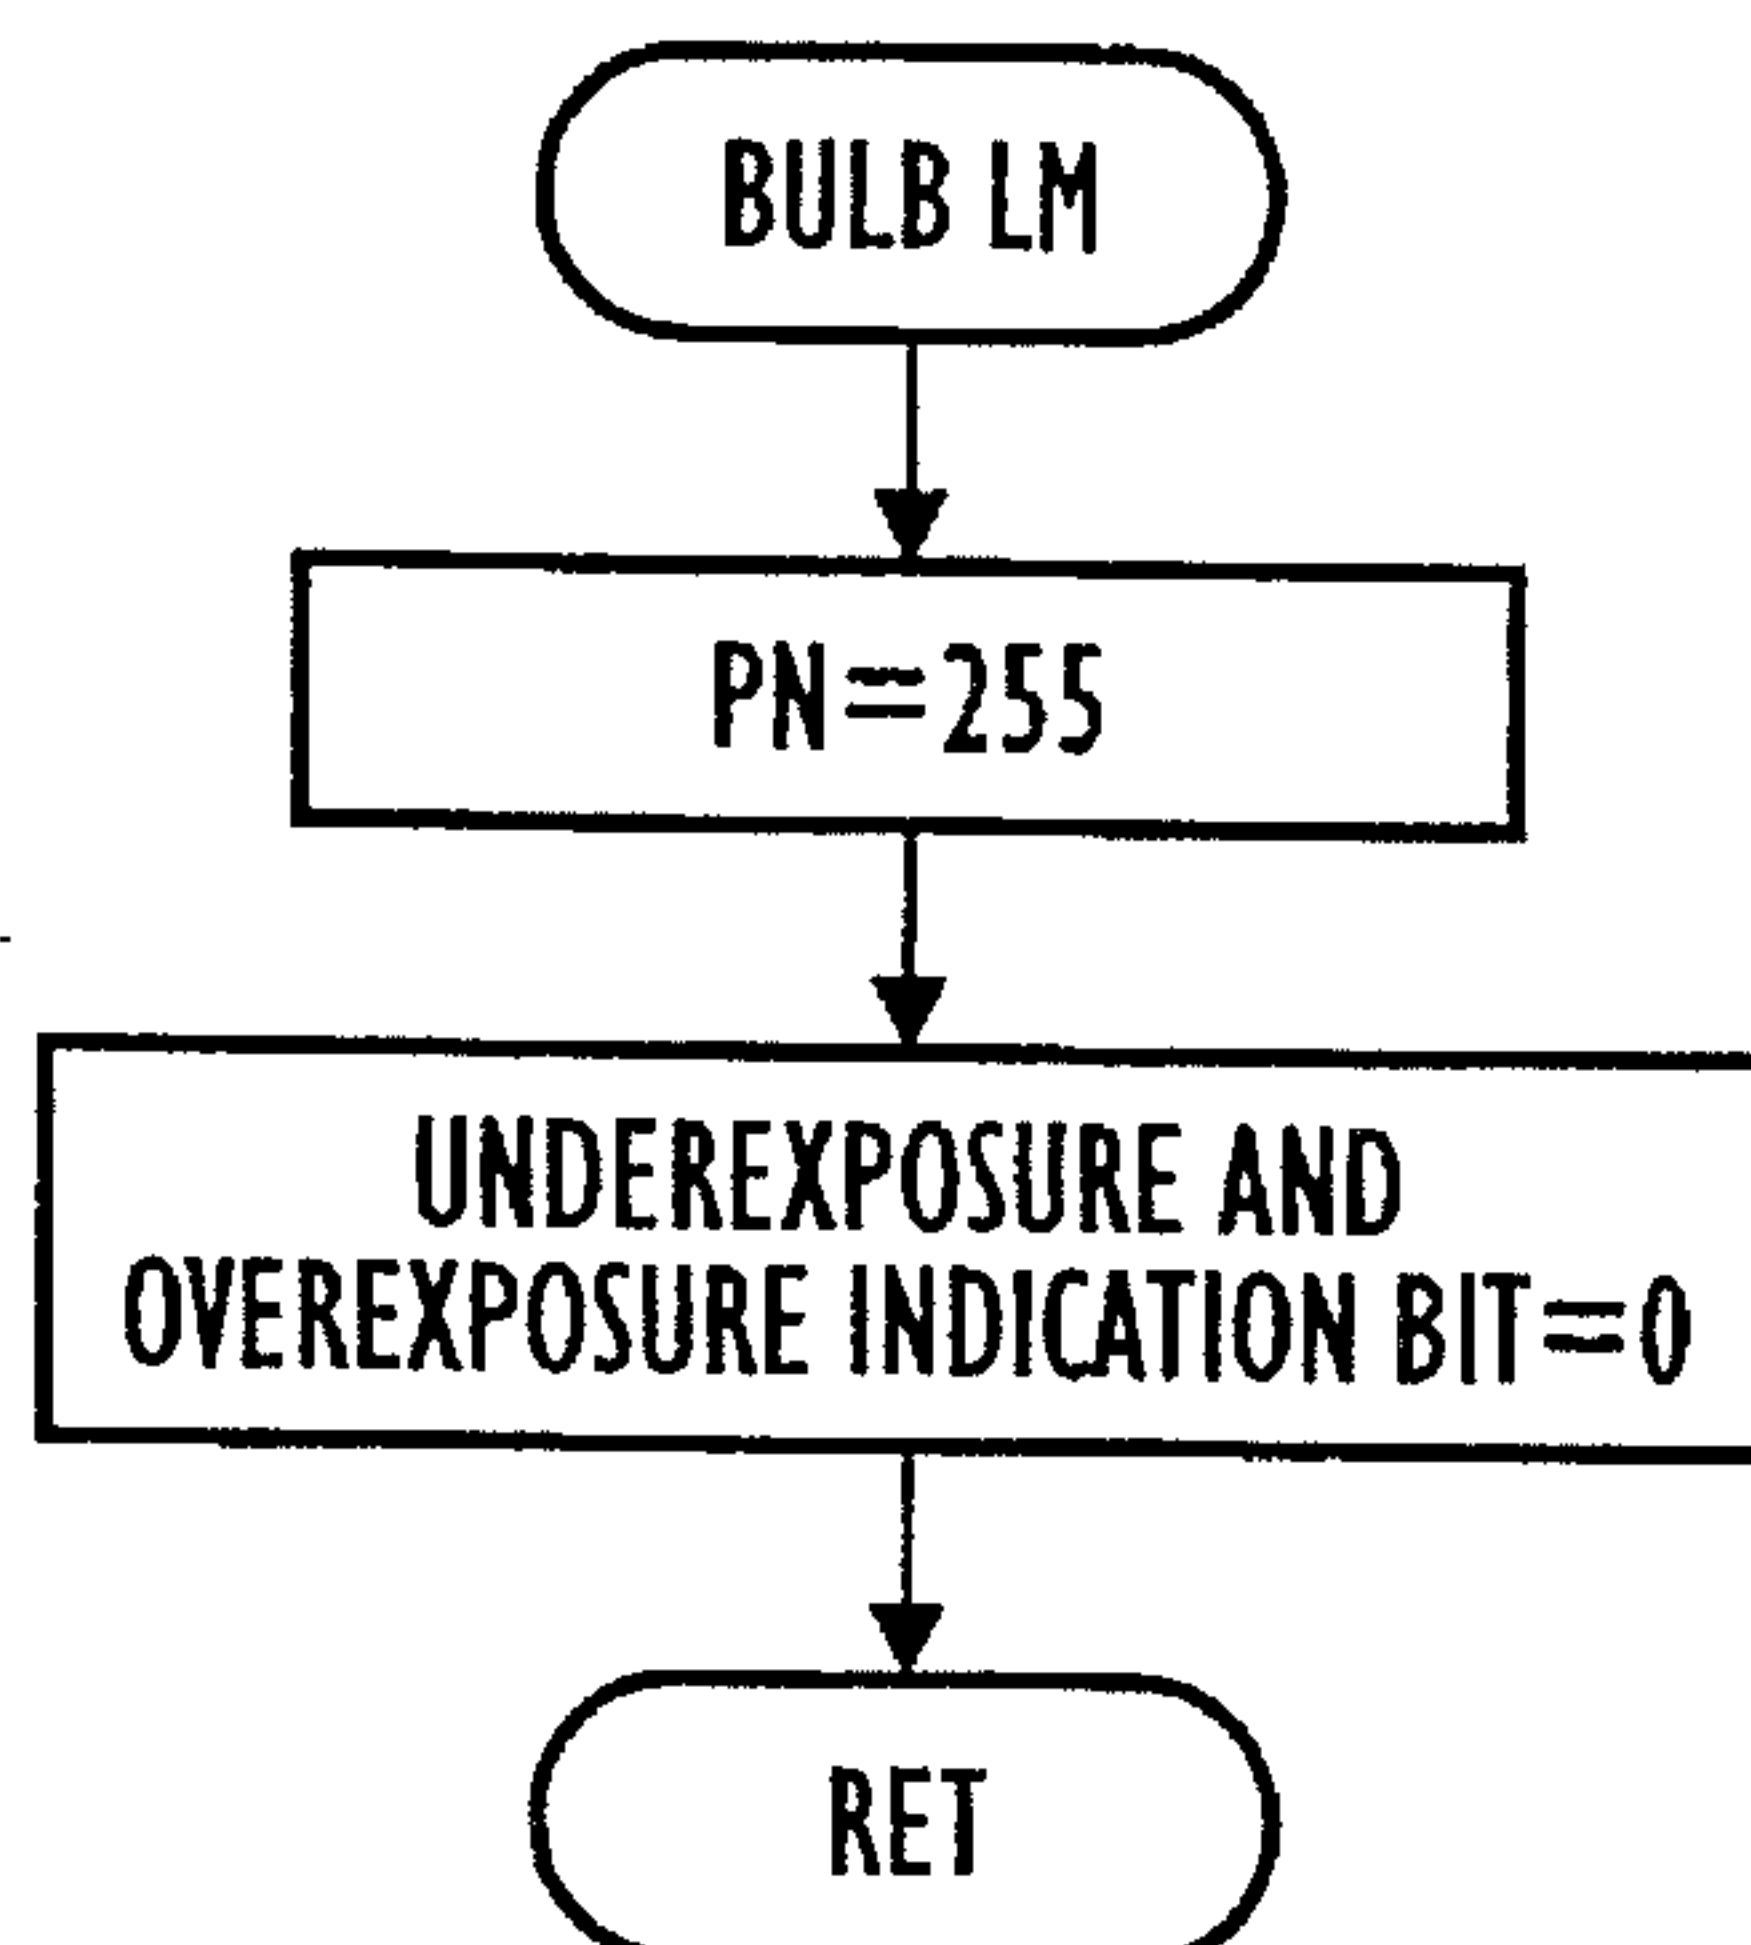 BULB LM
PN=255
UNDEREXPOSURE AND
OVEREXPOSURE INDICATION BIT=0
RET